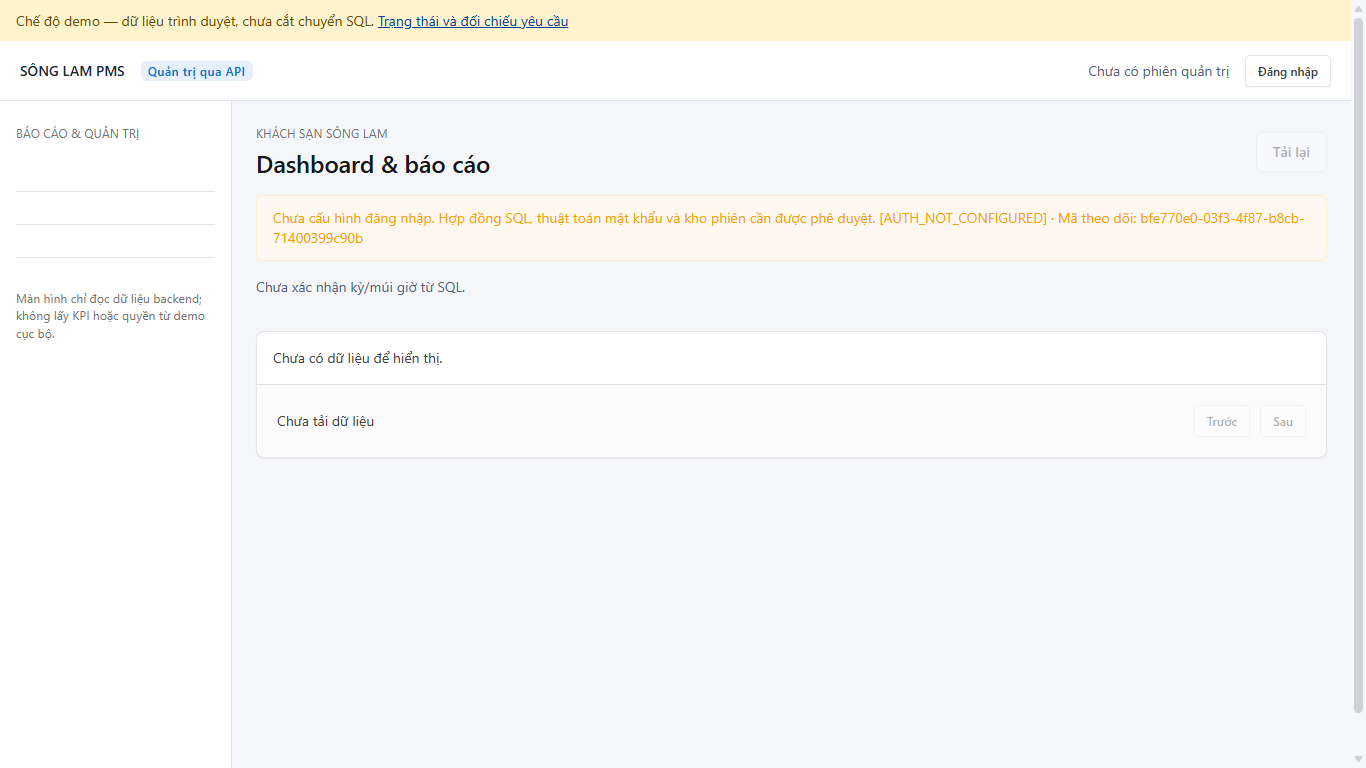 Chế độ demo — dữ liệu trình duyệt, chưa cắt chuyển SQL. Trạng thái và đối chiếu yêu cầu
SÔNG LAM PMS
Quản trị qua API
Chưa có phiên quản trị
Đăng nhập
BÁO CÁO & QUẢN TRỊ
Màn hình chỉ đọc dữ liệu backend;
không lấy KPI hoặc quyền từ demo
cục bộ.
KHÁCH SẠN SÔNG LAM
Dashboard & báo cáo
Tải lại
Chưa cấu hình đăng nhập. Hợp đồng SQL, thuật toán mật khẩu và kho phiên cần được phê duyệt. [AUTH_NOT_CONFIGURED] · Mã theo dõi: bfe770e0-03f3-4f87-b8cb-
71400399c90b
Chưa xác nhận kỳ/múi giờ từ SQL.
Chưa có dữ liệu để hiển thị.
Chưa tải dữ liệu
Trước
Sau